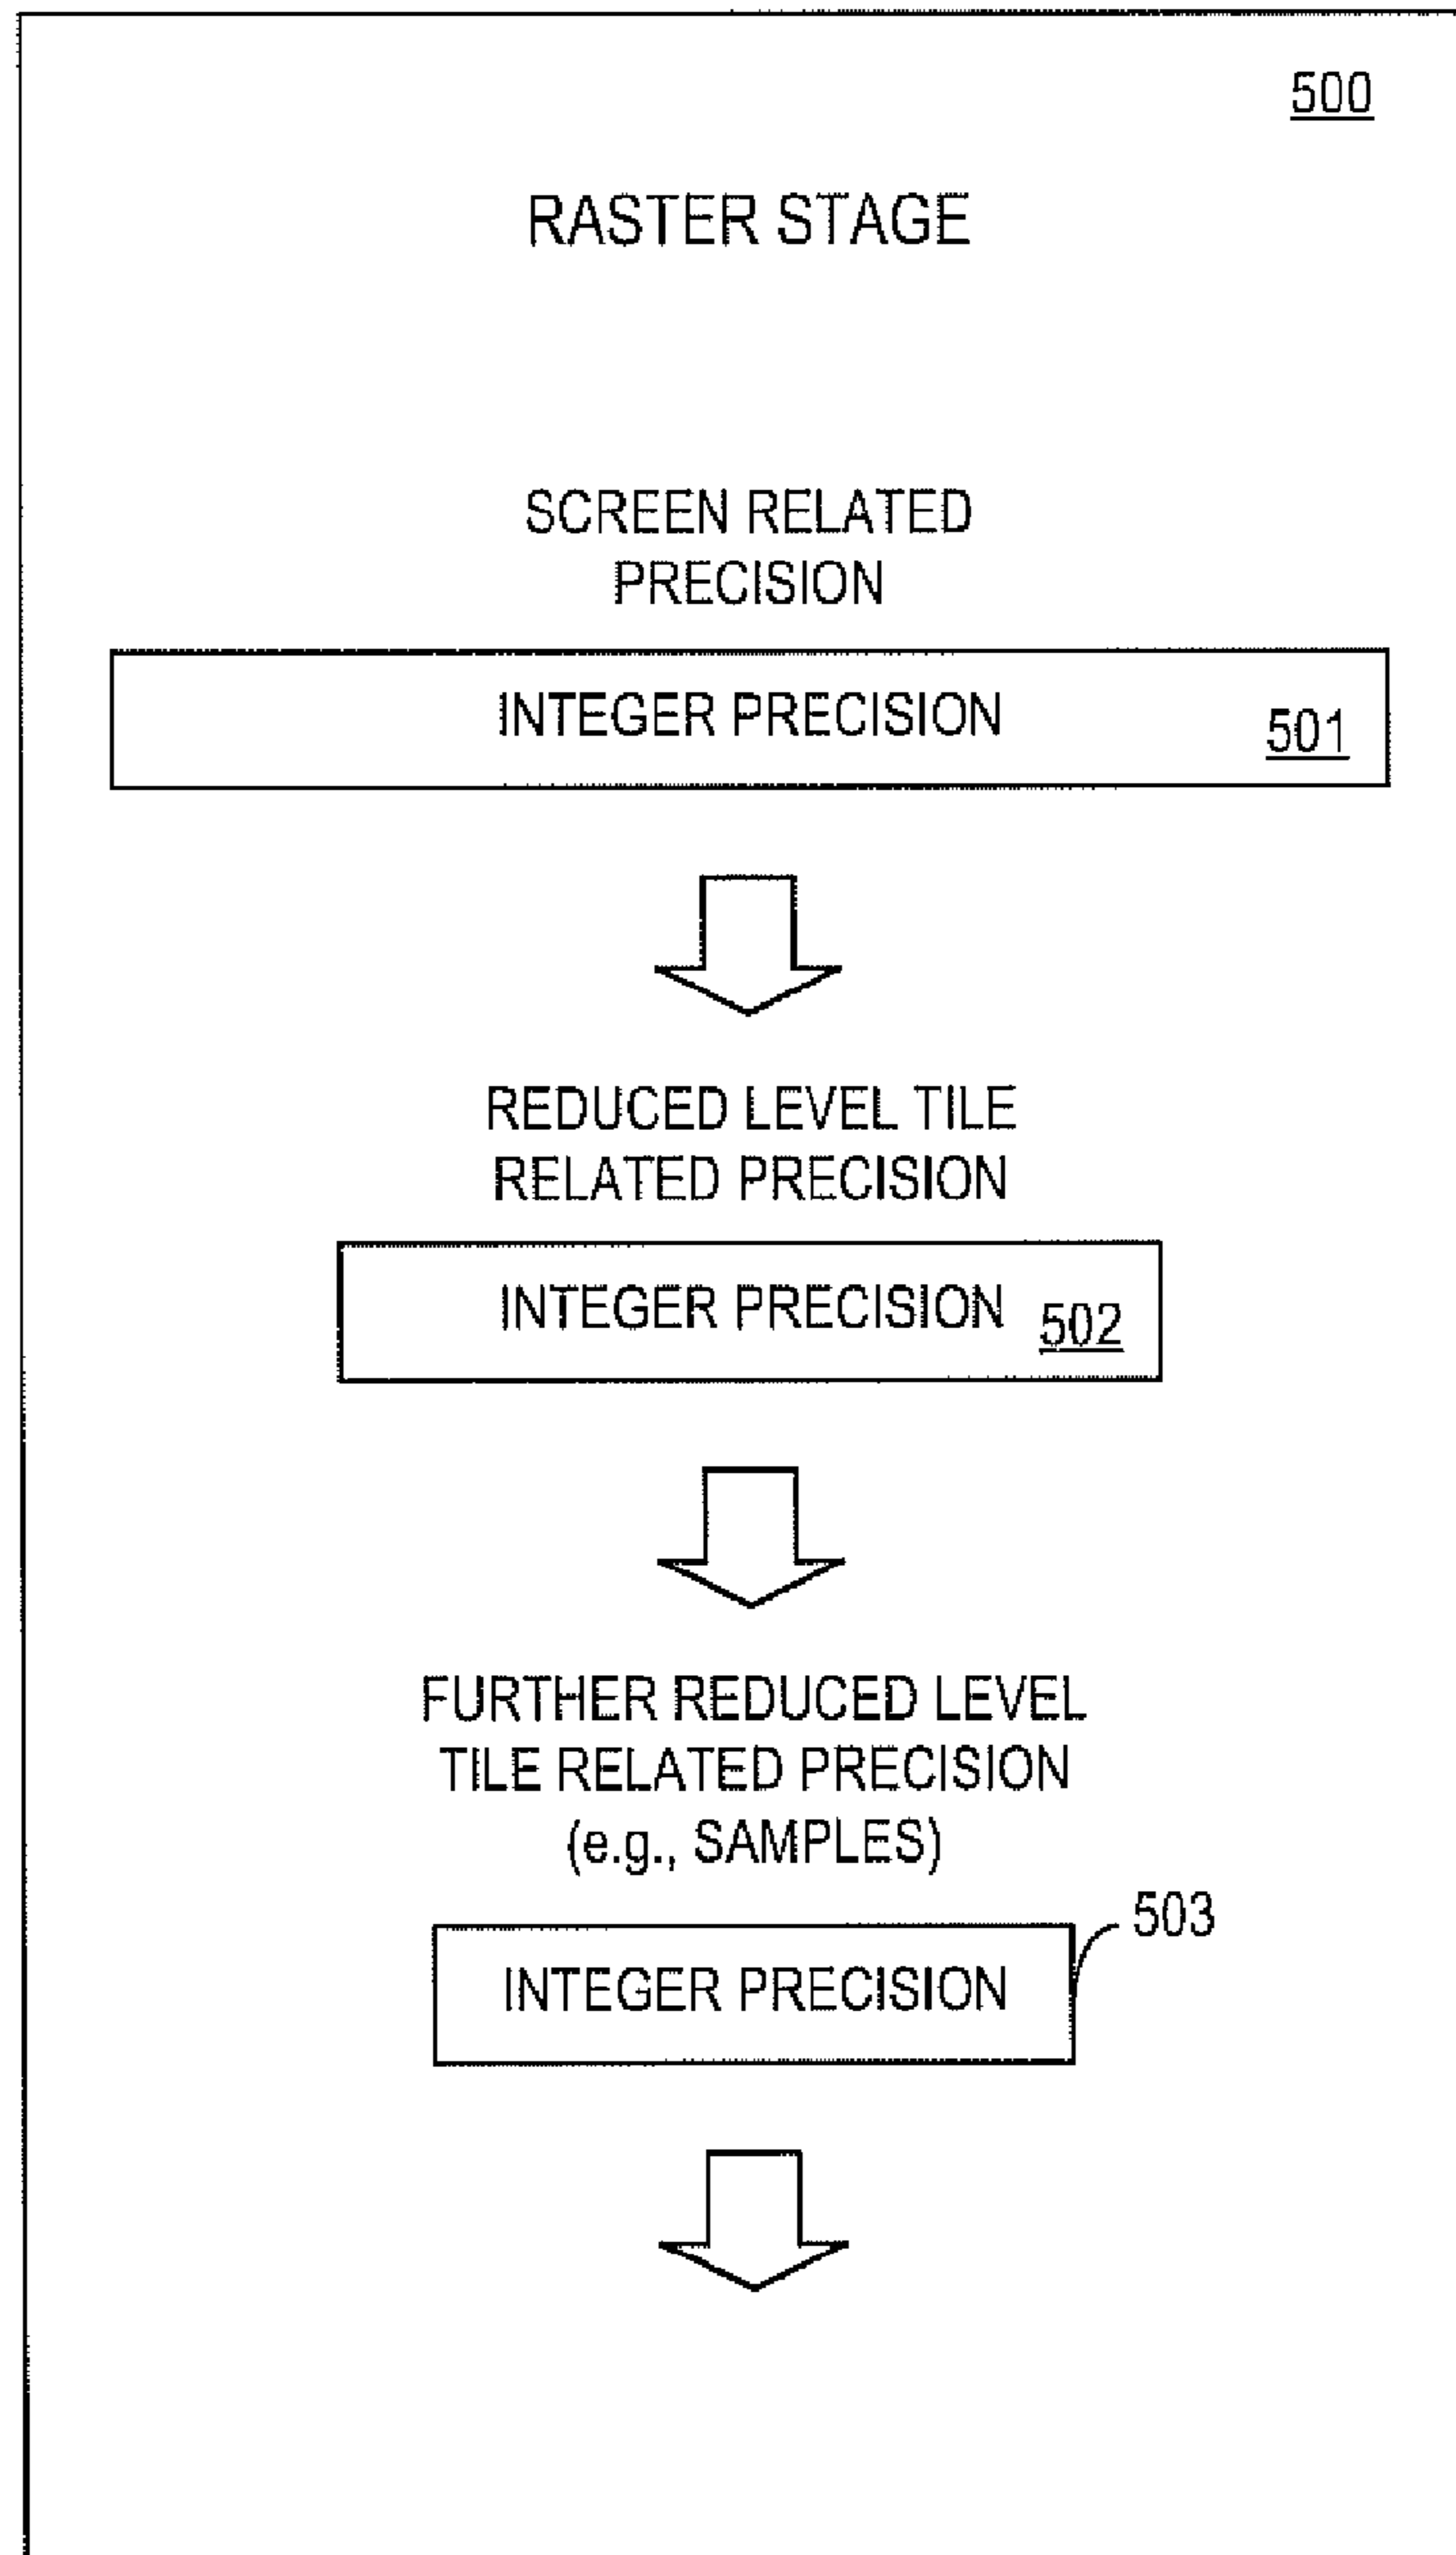 500
RASTER STAGE
SCREEN RELATED
PRECISION
INTEGER PRECISION
501
REDUCED LEVEL TILE
RELATED PRECISION
INTEGER PRECISION
502
FURTHER REDUCED LEVEL
TILE RELATED PRECISION
(e.g., SAMPLES)
503
INTEGER PRECISION